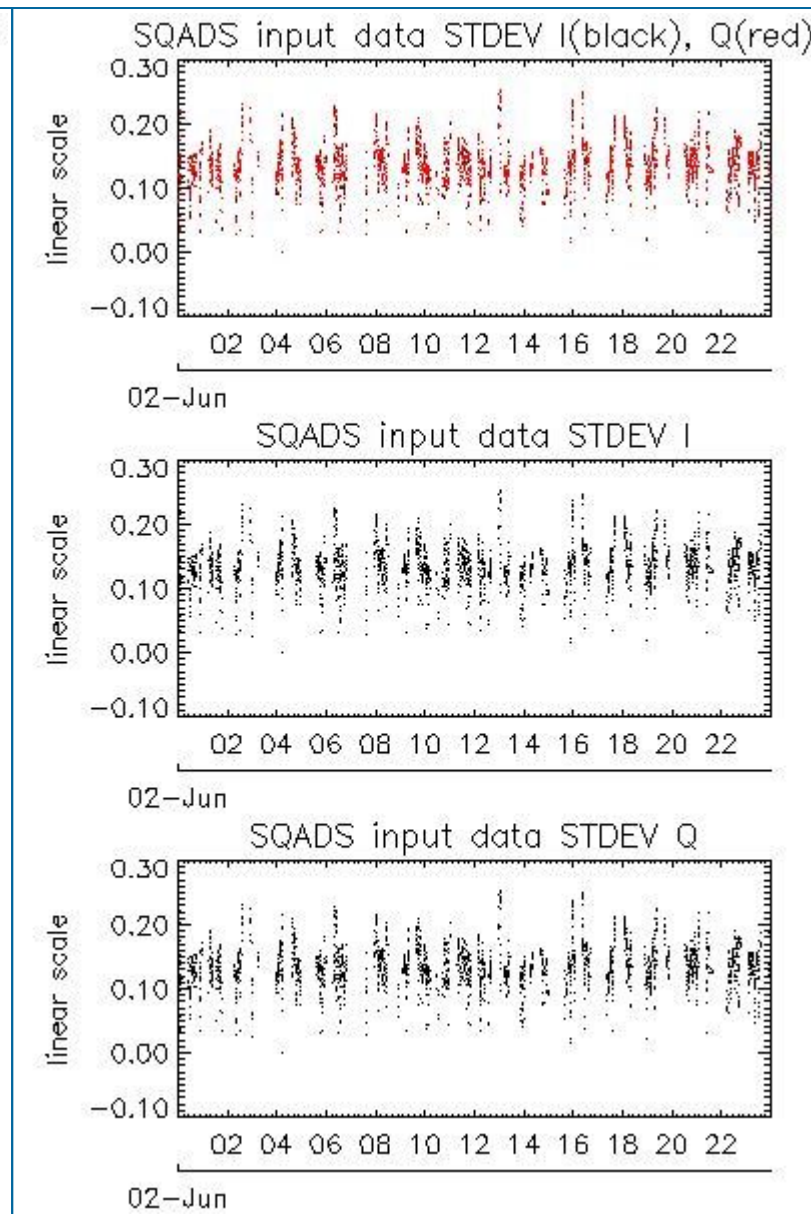 SQADS input data STDEV I(black), Q(red)
0.30
0.20
0.10
0.00
-0.10
linear scale
02 04 06 08 10 12 14 16 18 20 22
02-Jun
SQADS input data STDEV I
0.30
0.20
0.10
0.00
-0.10
linear scale
02 04 06 08 10 12 14 16 18 20 22
02-Jun
SQADS input data STDEV Q
0.30
0.20
0.10
0.00
-0.10
linear scale
02 04 06 08 10 12 14 16 18 20 22
02-Jun